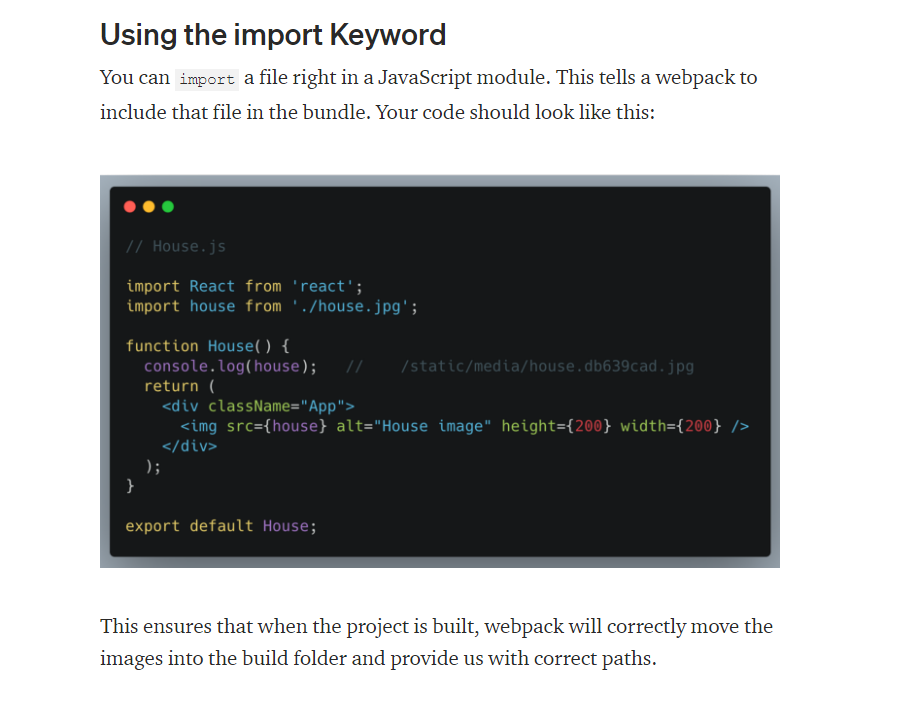 Using the import Keyword
You can import a file right in a JavaScript module. This tells a webpack to
include that file in the bundle. Your code should look like this:
// House.js
import React from 'react';
import house from './house.jpg';
function House() {
console.log(house);   //    /static/media/house.db639cad.jpg
return (
<div className="App">
<img src={house} alt="House image" height={200} width={200} />
</div>
);
}
export default House;
This ensures that when the project is built, webpack will correctly move the
images into the build folder and provide us with correct paths.